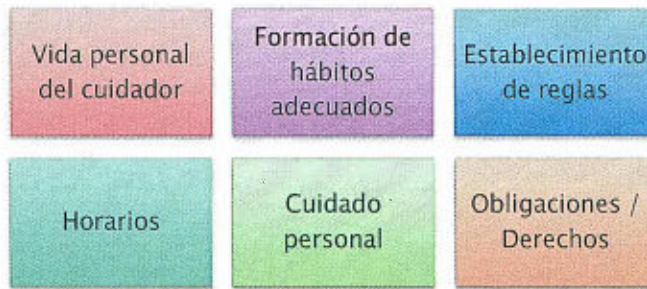 Vida personal
del cuidador
Formación de
hábitos
adecuados
Establecimiento
de reglas
Horarios
Cuidado
personal
Obligaciones /
Derechos